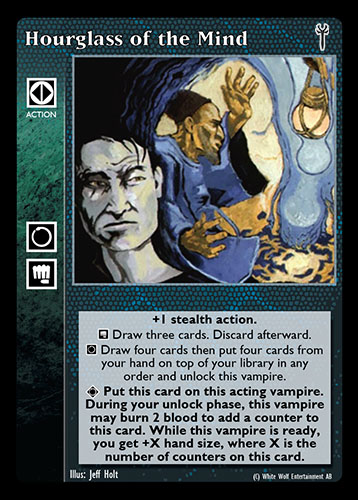 Hourglass of the Mind
ACTION
+1 stealth action.
Draw three cards. Discard afterward.
Draw four cards then put four cards from
your hand on top of your library in any
order and unlock this vampire.
Put this card on this acting vampire.
During your unlock phase, this vampire
may burn 2 blood to add a counter to
this card. While this vampire is ready,
you get +X hand size, where X is the
number of counters on this card.
Illus: Jeff Holt
(C) White Wolf Entertainment AB